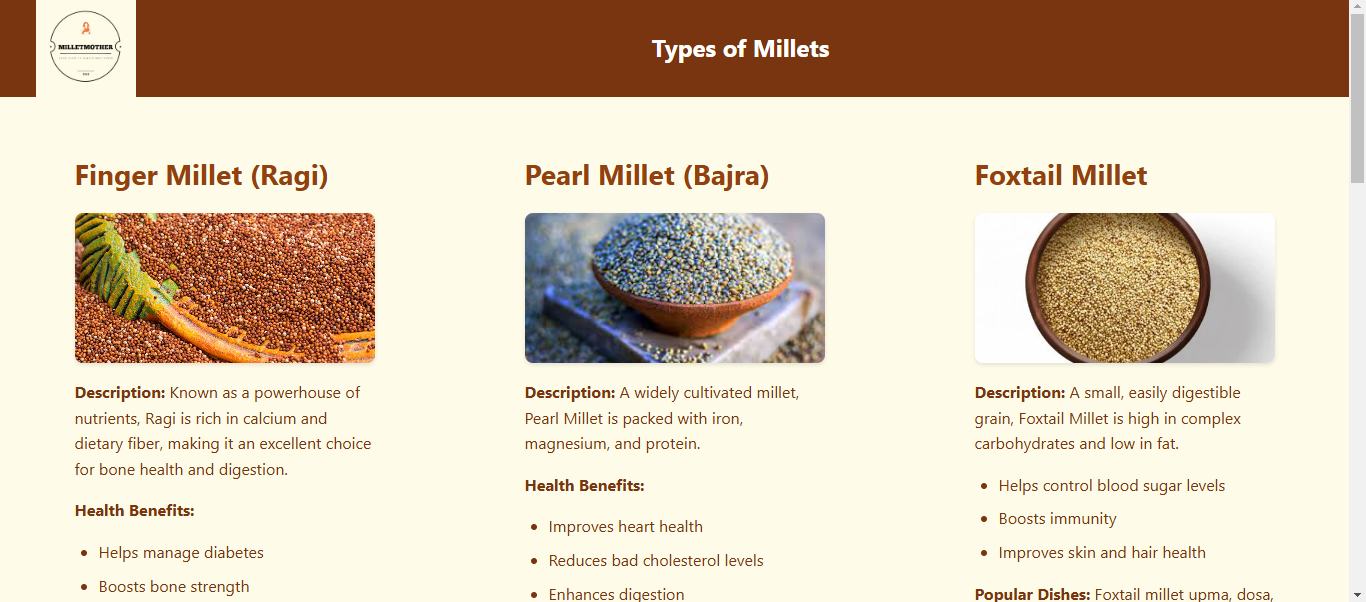 MILLETMOTHER
Types of Millets
Finger Millet (Ragi)
Description: Known as a powerhouse of
nutrients, Ragi is rich in calcium and
dietary fiber, making it an excellent choice
for bone health and digestion.
Health Benefits:
• Helps manage diabetes
• Boosts bone strength
Pearl Millet (Bajra)
Description: A widely cultivated millet,
Pearl Millet is packed with iron,
magnesium, and protein.
Health Benefits:
• Improves heart health
• Reduces bad cholesterol levels
• Enhances digestion
Foxtail Millet
Description: A small, easily digestible
grain, Foxtail Millet is high in complex
carbohydrates and low in fat.
• Helps control blood sugar levels
• Boosts immunity
• Improves skin and hair health
Popular Dishes: Foxtail millet upma, dosa,